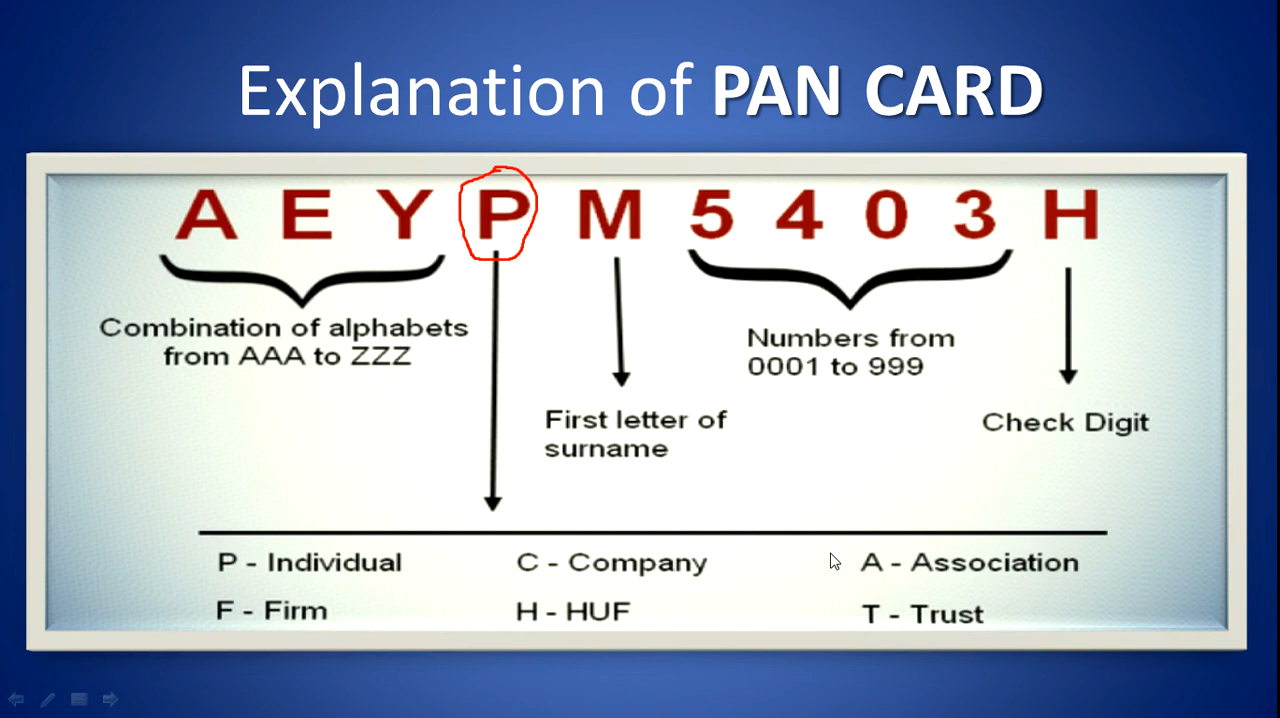 Explanation of PAN CARD
A E Y P M 5 4 0 3 H
Combination of alphabets
from AAA to ZZZ
Numbers from
0001 to 999
First letter of
surname
Check Digit
P - Individual C - Company A - Association
F - Firm H - HUF T - Trust